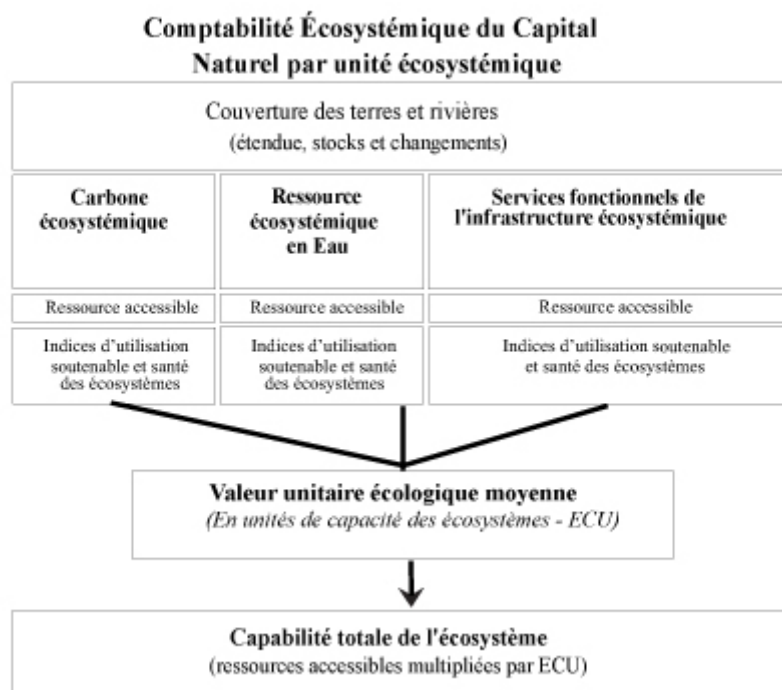 Comptabilité Écosystémique du Capital
Naturel par unité écosystémique
Couverture des terres et rivières
(étendue, stocks et changements)
Carbone
écosystémique
Ressource
écosystémique
en Eau
Services fonctionnels de
l'infrastructure écosystémique
Ressource accessible
Ressource accessible
Ressource accessible
Indices d'utilisation
soutenable et santé
des écosystèmes
Indices d'utilisation
soutenable et santé
des écosystèmes
Indices d'utilisation soutenable
et santé des écosystèmes
Valeur unitaire écologique moyenne
(En unités de capacité des écosystèmes - ECU)
Capabilité totale de l'écosystème
(ressources accessibles multipliées par ECU)